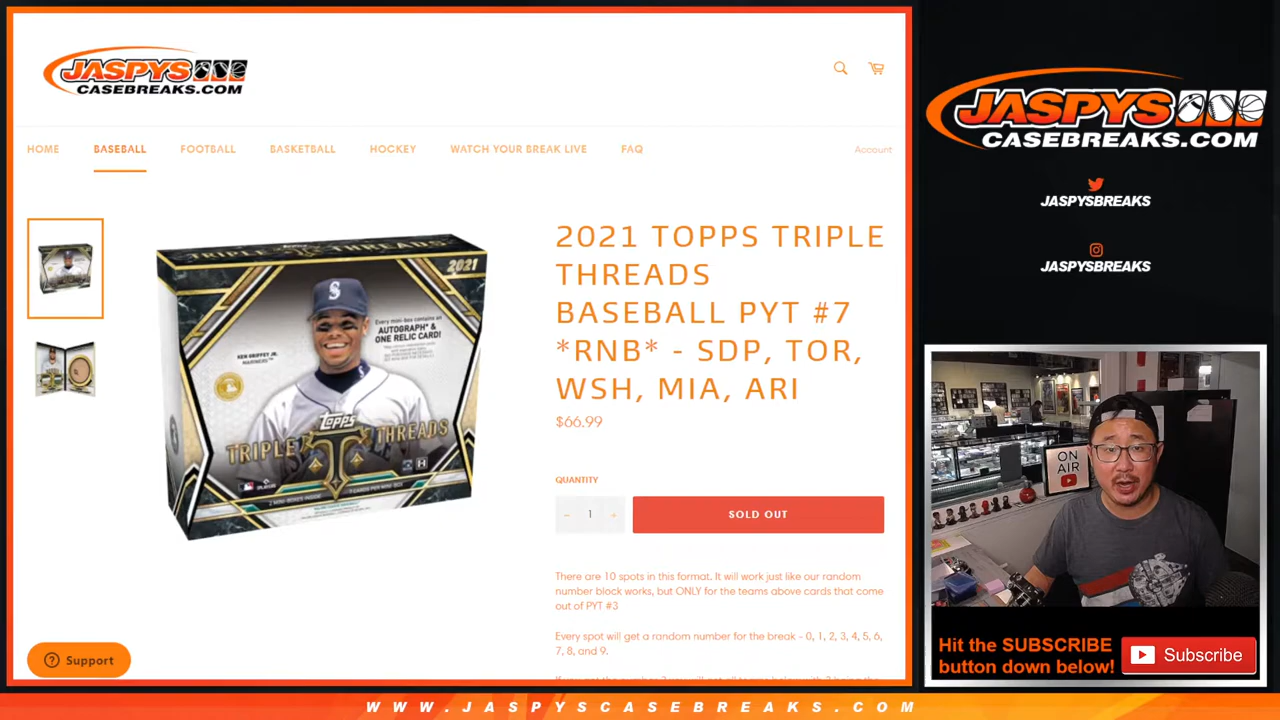 JASPYS
CASEBREAKS.COM
HOME
BASEBALL
FOOTBALL
BASKETBALL
HOCKEY
WATCH YOUR BREAK LIVE
FAQ
Account
TRIPLE THREADS
2021
Every mini-box contains an
AUTOGRAPH* &
ONE RELIC CARD!
KEN GRIFFEY JR.
MARINERS™
Topps
TRIPLE THREADS
2021 TOPPS TRIPLE
THREADS
BASEBALL PYT #7
*RNB* - SDP, TOR,
WSH, MIA, ARI
$66.99
QUANTITY
− 1 +
SOLD OUT
There are 10 spots in this format. It will work just like our random
number block works, but ONLY for the teams above cards that come
out of PYT #3
Every spot will get a random number for the break - 0, 1, 2, 3, 4, 5, 6,
7, 8, and 9.
Support
JASPYS
CASEBREAKS.COM
JASPYSBREAKS
JASPYSBREAKS
ON
AIR
Hit the SUBSCRIBE
button down below!
Subscribe
WWW.JASPYSCASEBREAKS.COM